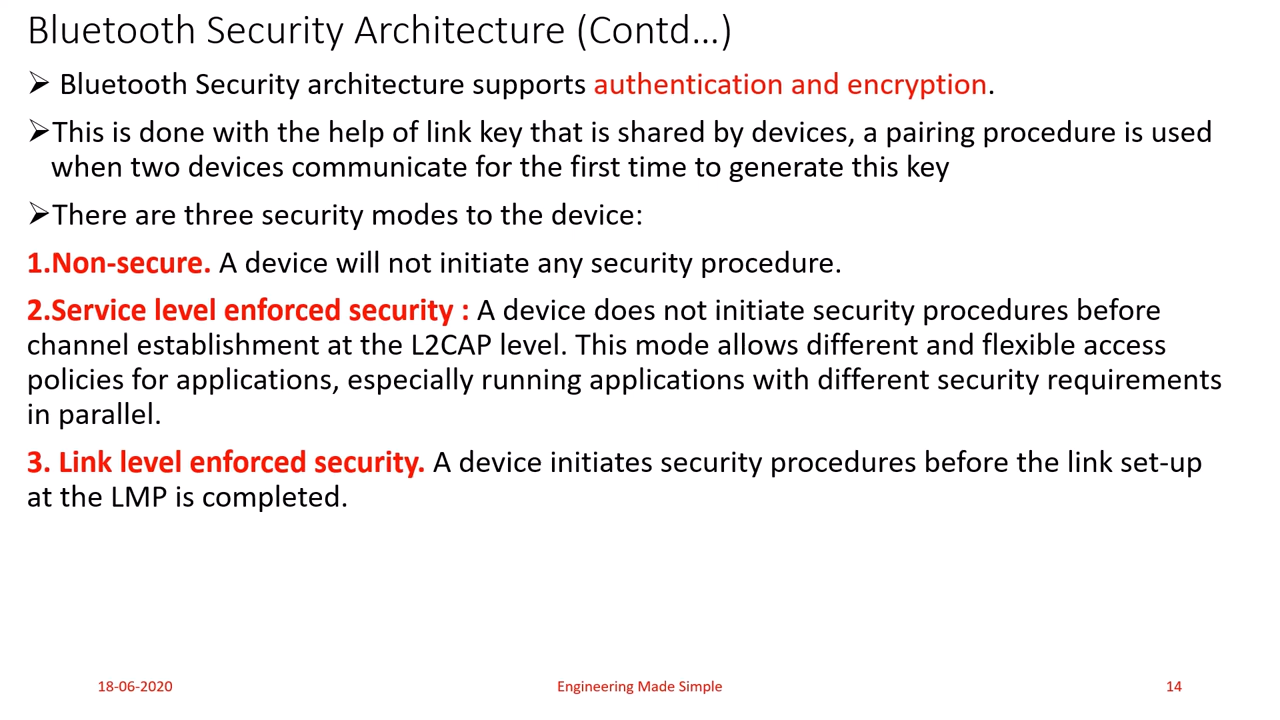 Bluetooth Security Architecture (Contd...)
➢ Bluetooth Security architecture supports authentication and encryption.
➢This is done with the help of link key that is shared by devices, a pairing procedure is used
when two devices communicate for the first time to generate this key
➢There are three security modes to the device:
1.Non-secure. A device will not initiate any security procedure.
2.Service level enforced security : A device does not initiate security procedures before
channel establishment at the L2CAP level. This mode allows different and flexible access
policies for applications, especially running applications with different security requirements
in parallel.
3. Link level enforced security. A device initiates security procedures before the link set-up
at the LMP is completed.
18-06-2020
Engineering Made Simple
14